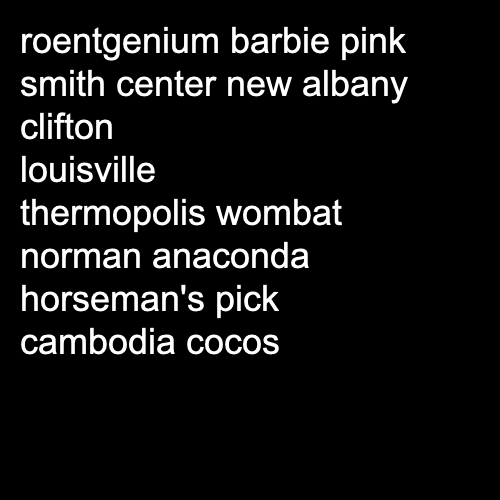 roentgenium barbie pink
smith center new albany
clifton
louisville
thermopolis wombat
norman anaconda
horseman's pick
cambodia cocos